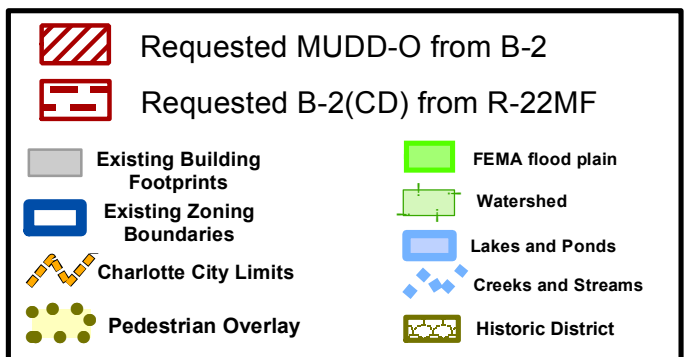 Requested MUDD-O from B-2
Requested B-2(CD) from R-22MF
Existing Building
Footprints
Existing Zoning
Boundaries
Charlotte City Limits
Pedestrian Overlay
FEMA flood plain
Watershed
Lakes and Ponds
Creeks and Streams
Historic District